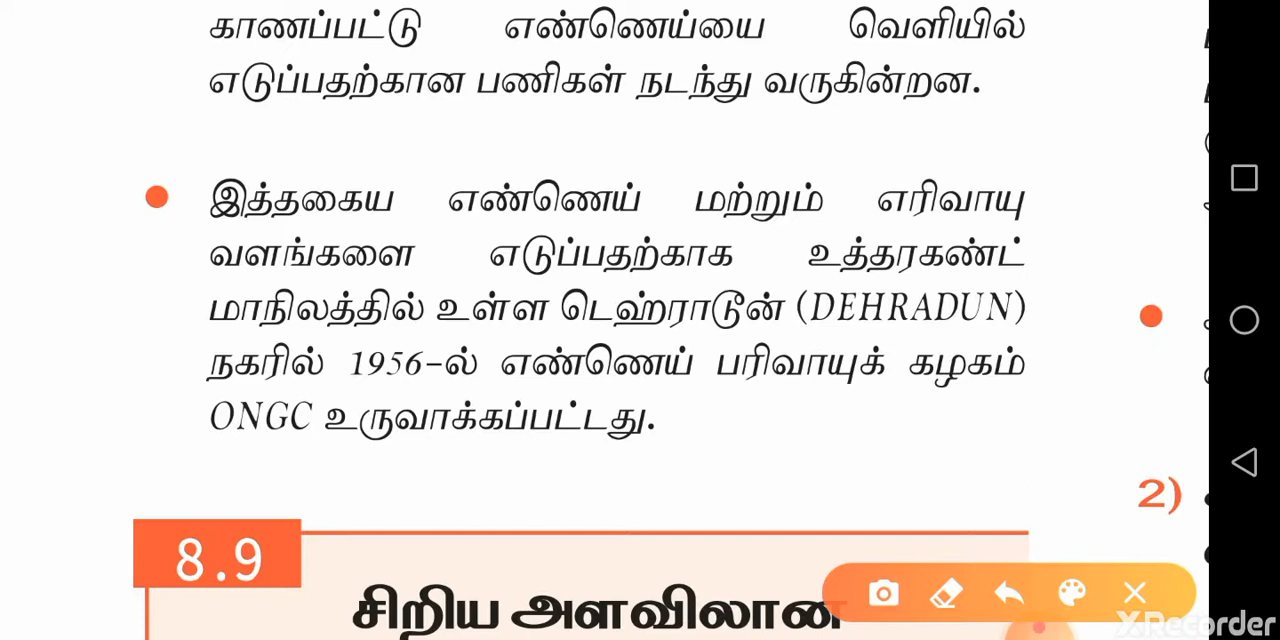 காணப்பட்டு எண்ணெய்யை வெளியில்
எடுப்பதற்கான பணிகள் நடந்து வருகின்றன.
இத்தகைய எண்ணெய் மற்றும் எரிவாயு
வளங்களை எடுப்பதற்காக உத்தரகண்ட்
மாநிலத்தில் உள்ள டெஹ்ராடூன் (DEHRADUN)
நகரில் 1956-ல் எண்ணெய் பரிவாயுக் கழகம்
ONGC உருவாக்கப்பட்டது.
8.9
சிறிய அளவிலான
2)
XRecorder